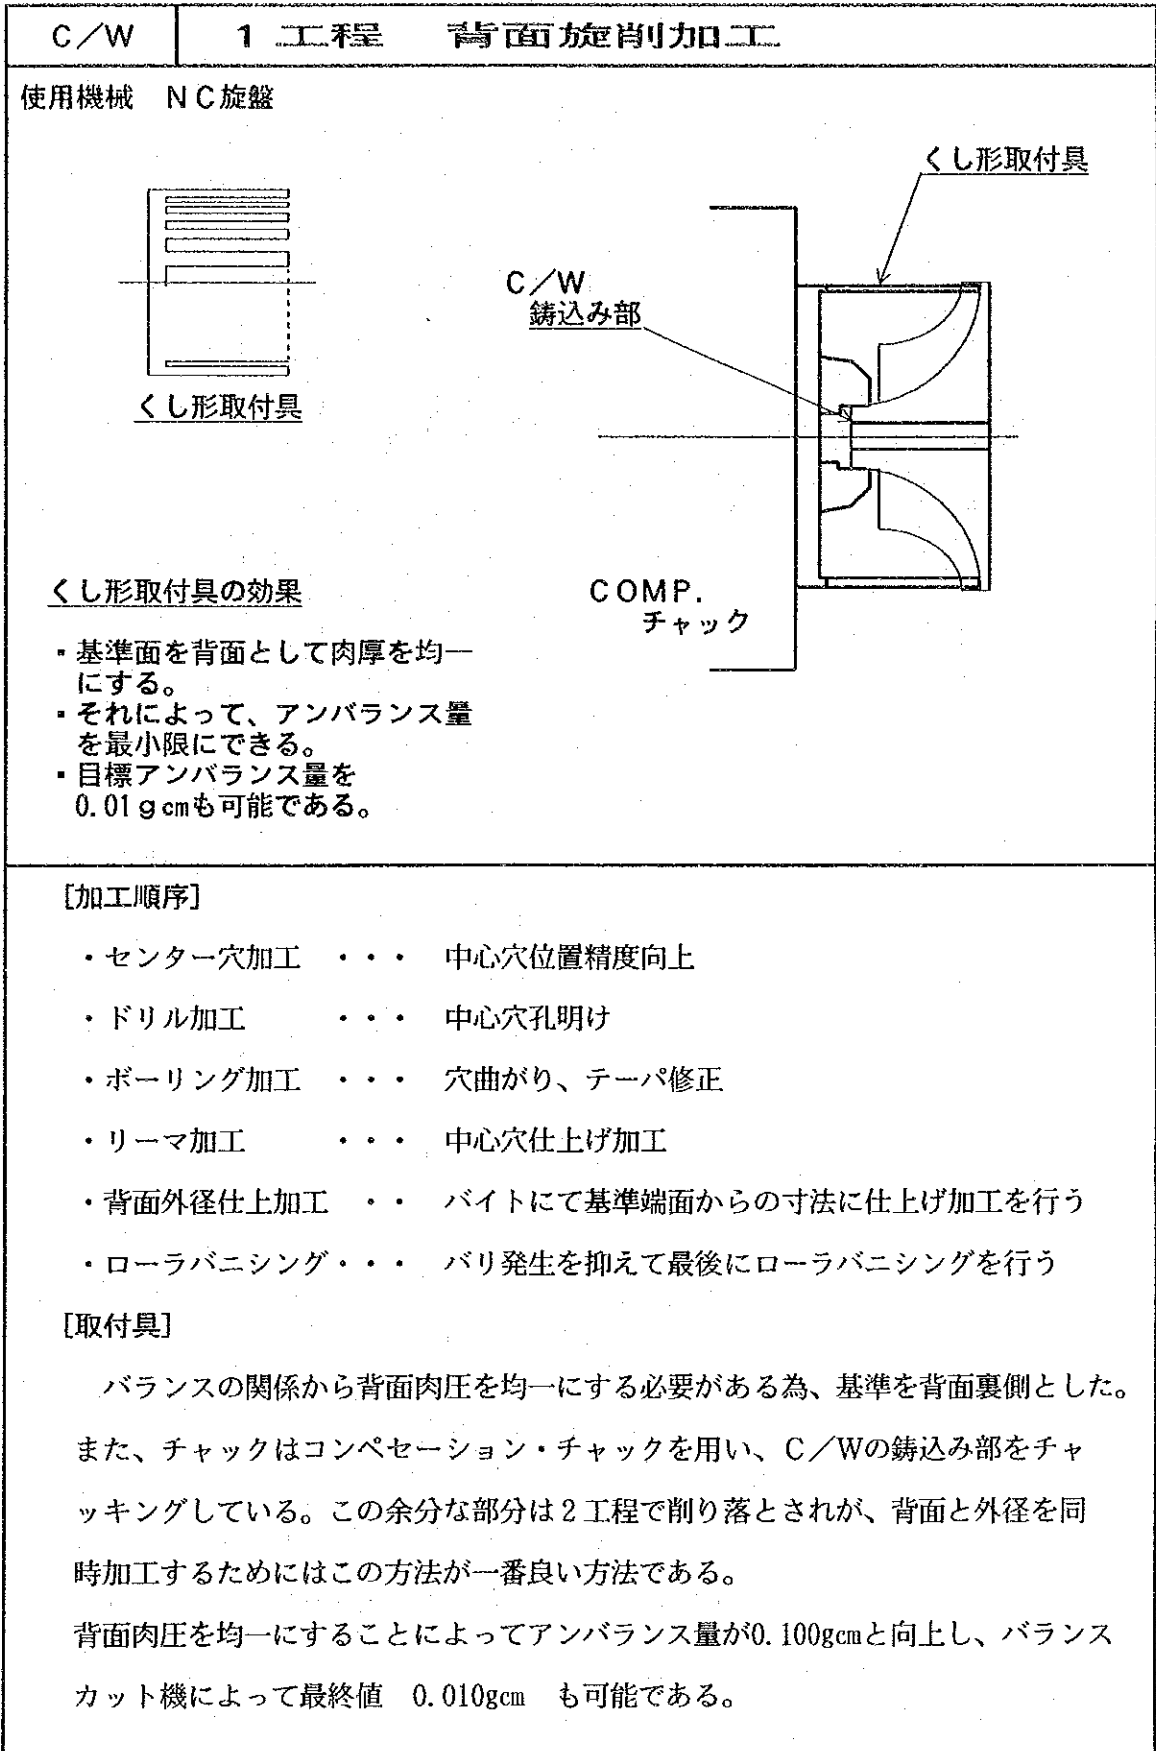 C／W
1 工程　背面旋削加工
使用機械　ＮＣ旋盤
くし形取付具
C／W
鋳込み部
くし形取付具
COMP.
チャック
くし形取付具の効果
・基準面を背面として肉厚を均一
にする。
・それによって、アンバランス量
を最小限にできる。
・目標アンバランス量を
0.01ｇcmも可能である。
[加工順序]
・センター穴加工　・・・　中心穴位置精度向上
・ドリル加工　・・・　中心穴孔明け
・ボーリング加工　・・・　穴曲がり、テーパ修正
・リーマ加工　・・・　中心穴仕上げ加工
・背面外径仕上加工　・・　バイトにて基準端面からの寸法に仕上げ加工を行う
・ローラバニシング・・・　バリ発生を抑えて最後にローラバニシングを行う
[取付具]
バランスの関係から背面肉圧を均一にする必要がある為、基準を背面裏側とした。
また、チャックはコンペセーション・チャックを用い、C／Wの鋳込み部をチャ
ッキングしている。この余分な部分は２工程で削り落とされが、背面と外径を同
時加工するためにはこの方法が一番良い方法である。
背面肉圧を均一にすることによってアンバランス量が0.100gcmと向上し、バランス
カット機によって最終値　0.010gcm　も可能である。